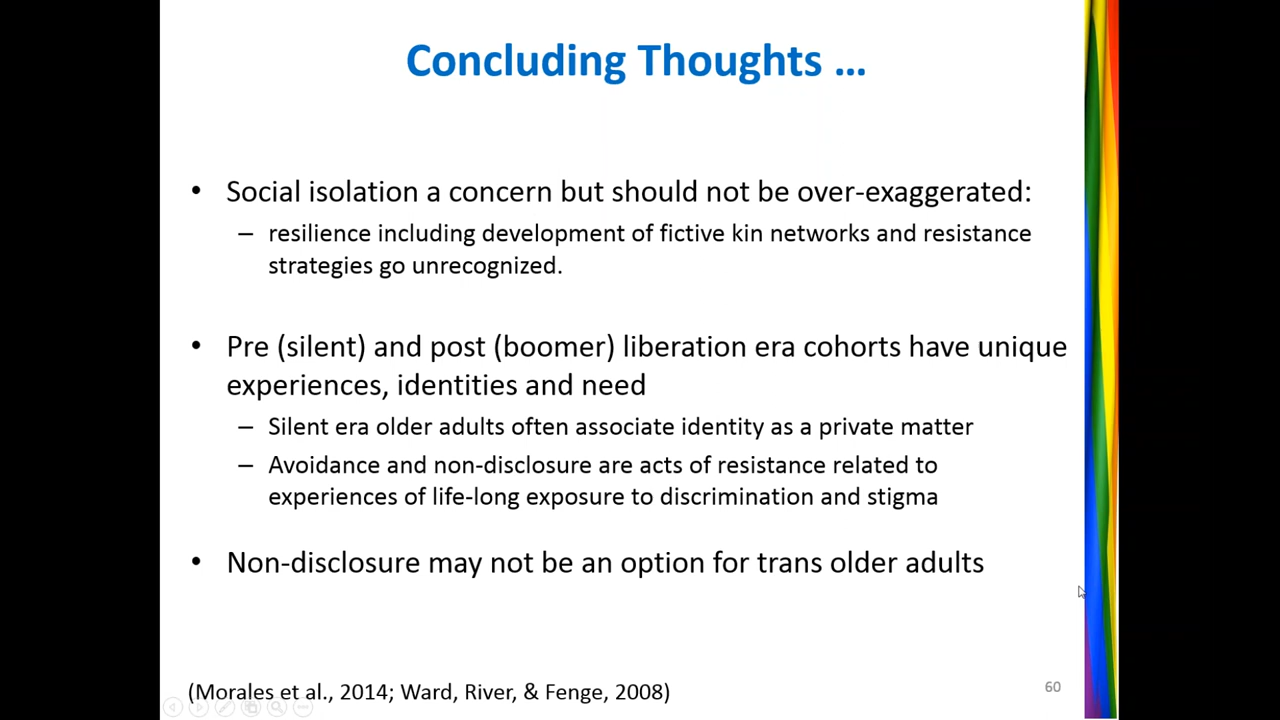 Concluding Thoughts ...
• Social isolation a concern but should not be over-exaggerated:
– resilience including development of fictive kin networks and resistance
strategies go unrecognized.
• Pre (silent) and post (boomer) liberation era cohorts have unique
experiences, identities and need
– Silent era older adults often associate identity as a private matter
– Avoidance and non-disclosure are acts of resistance related to
experiences of life-long exposure to discrimination and stigma
• Non-disclosure may not be an option for trans older adults
(Morales et al., 2014; Ward, River, & Fenge, 2008)
60